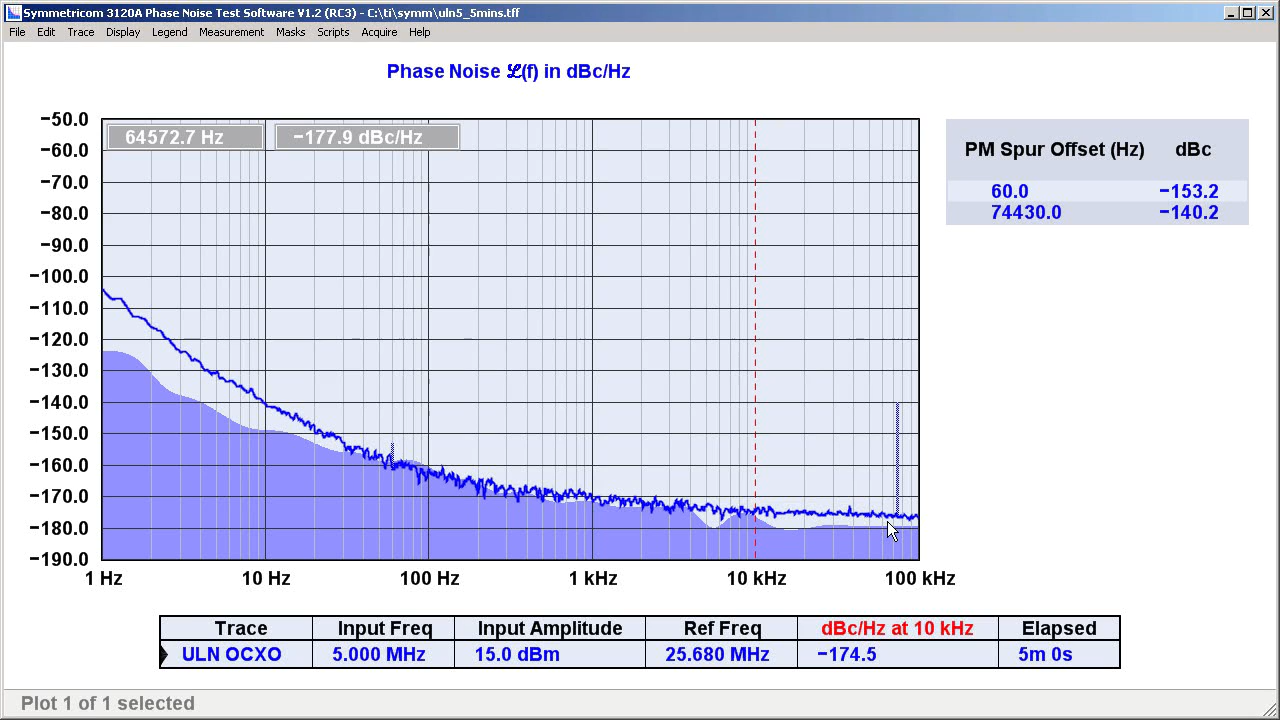 Symmetricom 3120A Phase Noise Test Software V1.2 (RC3) - C:\ti\symm\uln5_5mins.tff
File Edit Trace Display Legend Measurement Masks Scripts Acquire Help
Phase Noise ℒ(f) in dBc/Hz
64572.7 Hz −177.9 dBc/Hz
−50.0
−60.0
−70.0
−80.0
−90.0
−100.0
−110.0
−120.0
−130.0
−140.0
−150.0
−160.0
−170.0
−180.0
−190.0
1 Hz 10 Hz 100 Hz 1 kHz 10 kHz 100 kHz
PM Spur Offset (Hz) dBc
60.0 −153.2
74430.0 −140.2
Trace Input Freq Input Amplitude Ref Freq dBc/Hz at 10 kHz Elapsed
ULN OCXO 5.000 MHz 15.0 dBm 25.680 MHz −174.5 5m 0s
Plot 1 of 1 selected